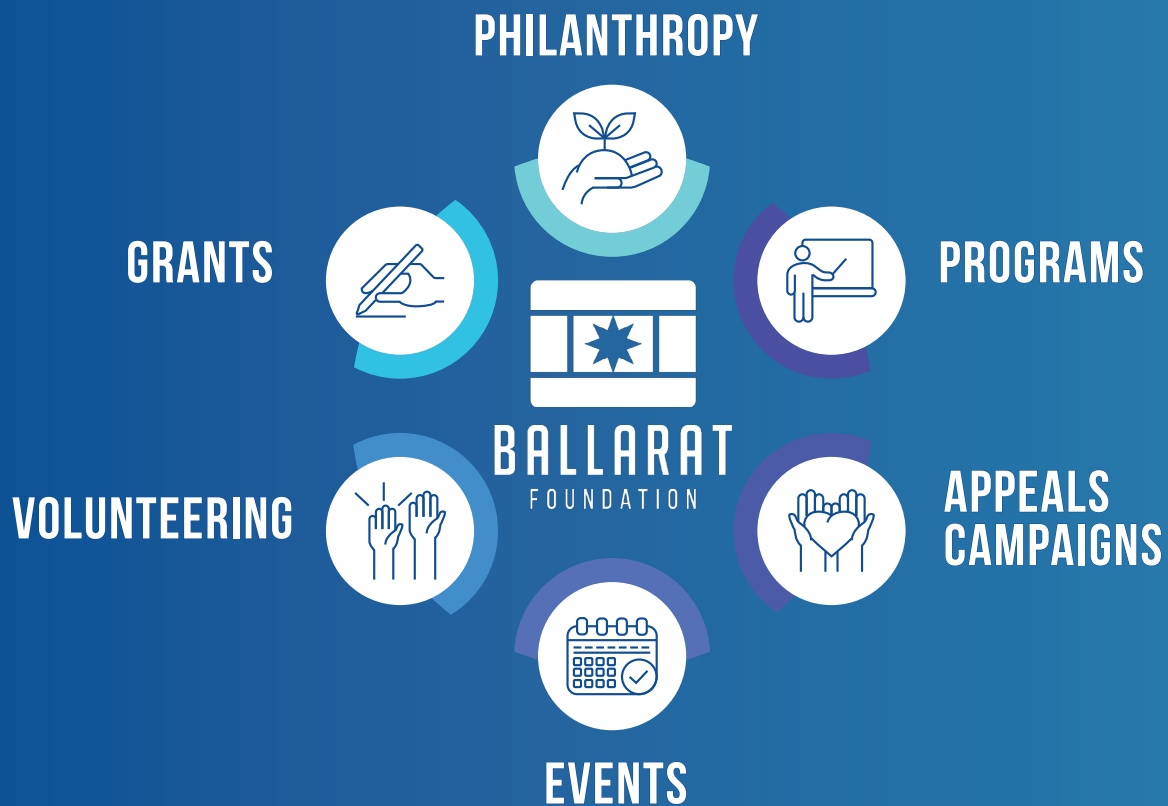 PHILANTHROPY
GRANTS
PROGRAMS
BALLARAT
FOUNDATION
VOLUNTEERING
APPEALS
CAMPAIGNS
EVENTS